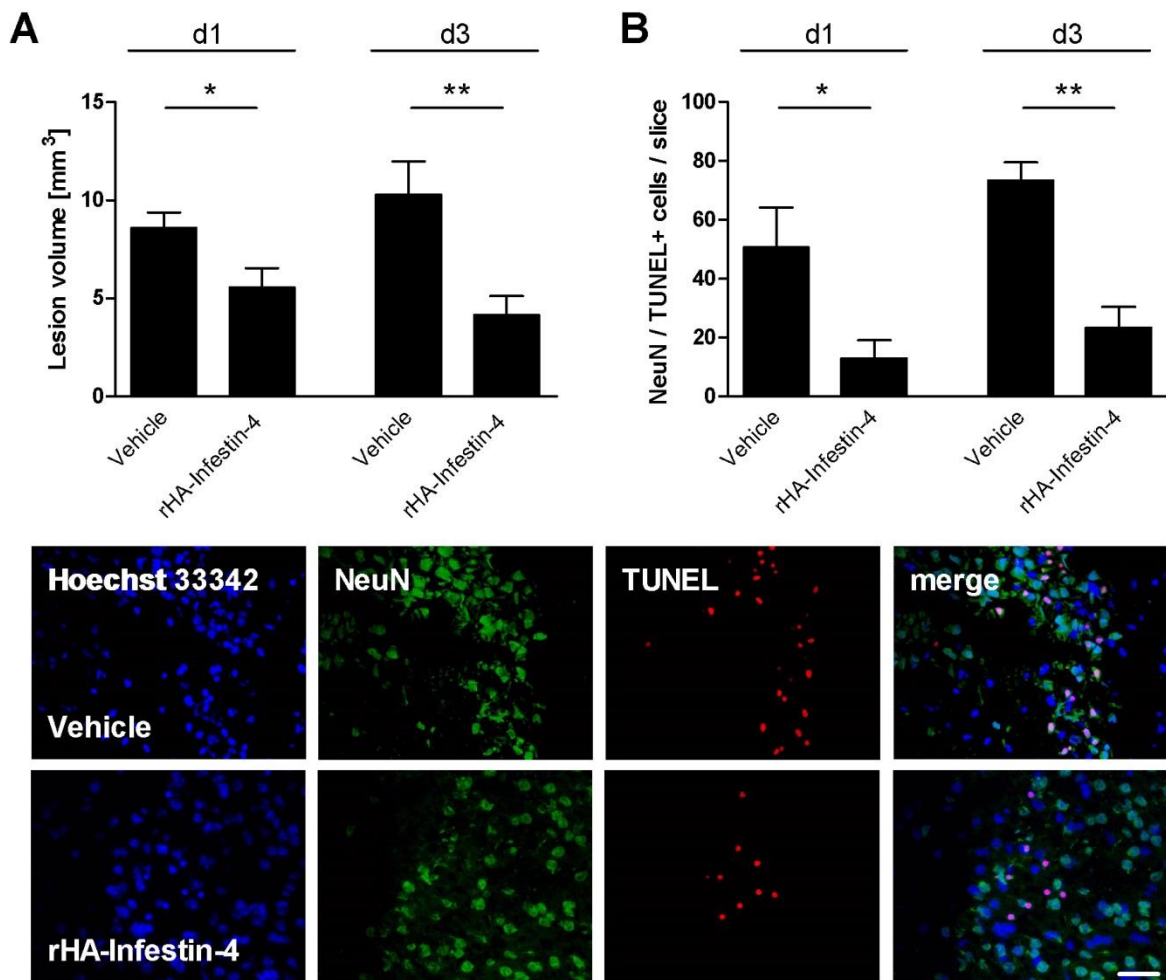 A
d1
d3
*
**
15
10
5
0
Lesion volume [mm³]
Vehicle
rHA-Infestin-4
Vehicle
rHA-Infestin-4
B
d1
d3
*
**
100
80
60
40
20
0
NeuN / TUNEL+ cells / slice
Vehicle
rHA-Infestin-4
Vehicle
rHA-Infestin-4
Hoechst 33342
NeuN
TUNEL
merge
Vehicle
rHA-Infestin-4